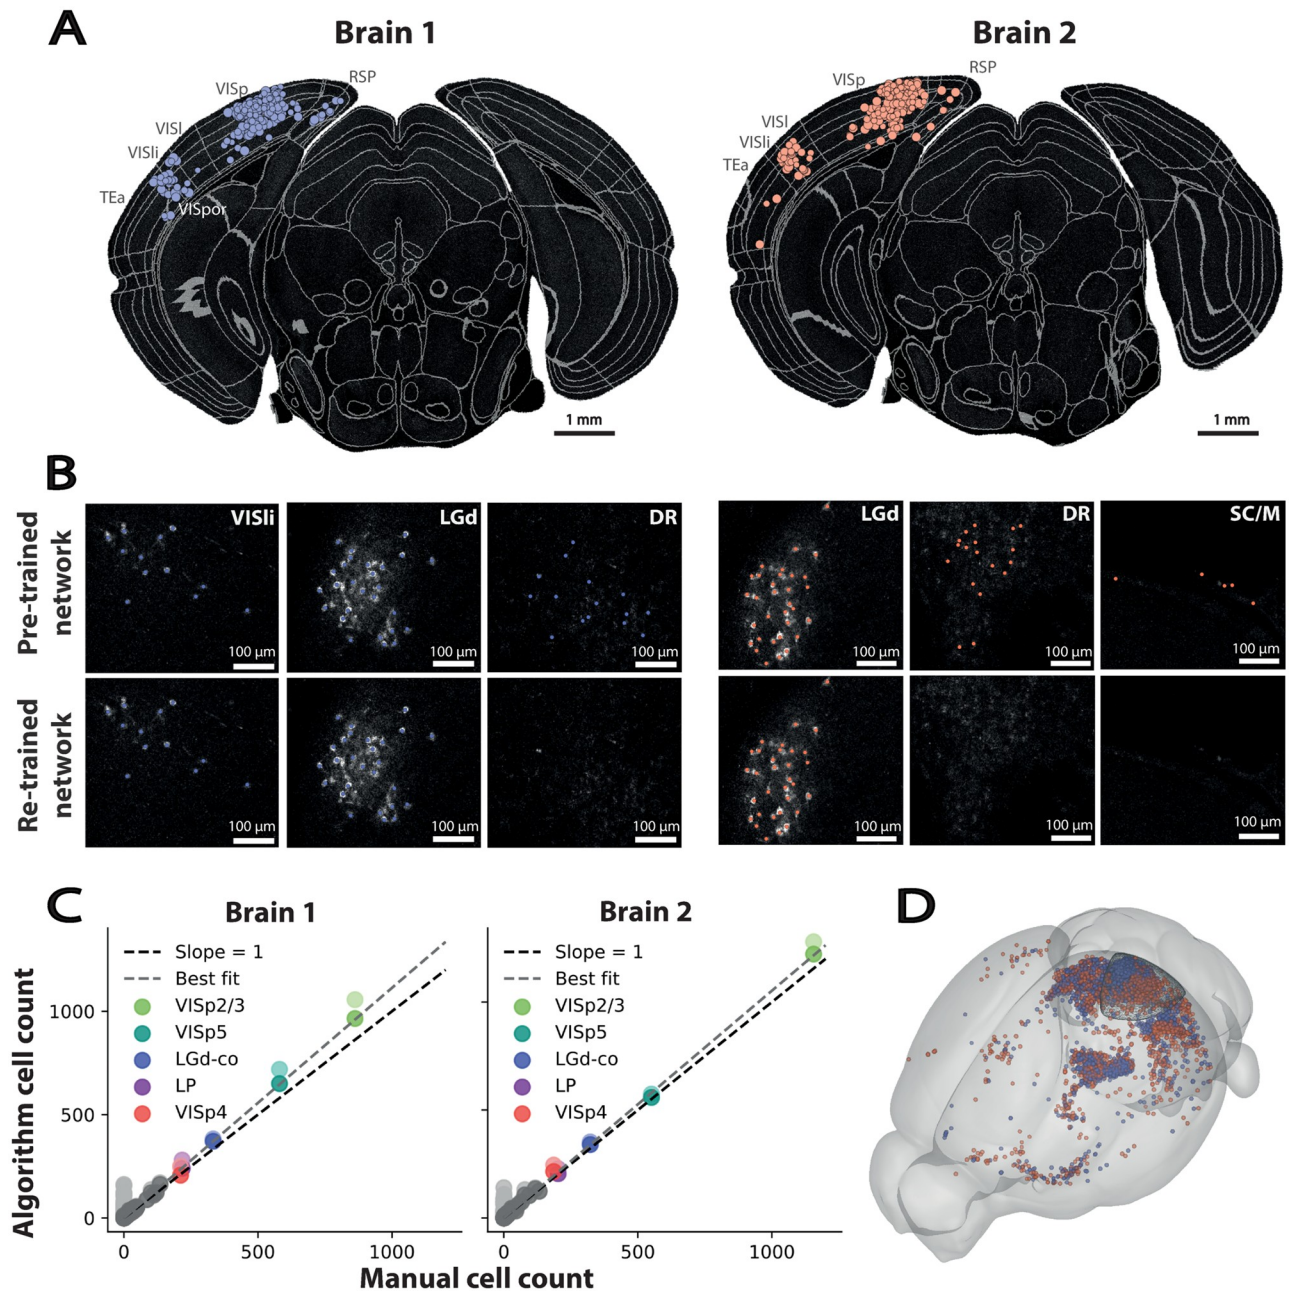 A
Brain 1
Brain 2
VISp
RSP
VISl
VISli
TEa
VISpor
1 mm
VISp
RSP
VISl
VISli
TEa
1 mm
B
Pre-trained
network
VISli
LGd
DR
LGd
DR
SC/M
100 µm
100 µm
100 µm
100 µm
100 µm
100 µm
Re-trained
network
100 µm
100 µm
100 µm
100 µm
100 µm
100 µm
C
Brain 1
Brain 2
D
Algorithm cell count
Slope = 1
Best fit
VISp2/3
VISp5
LGd-co
LP
VISp4
1000
500
0
0
500
1000
Slope = 1
Best fit
VISp2/3
VISp5
LGd-co
LP
VISp4
0
500
1000
Manual cell count